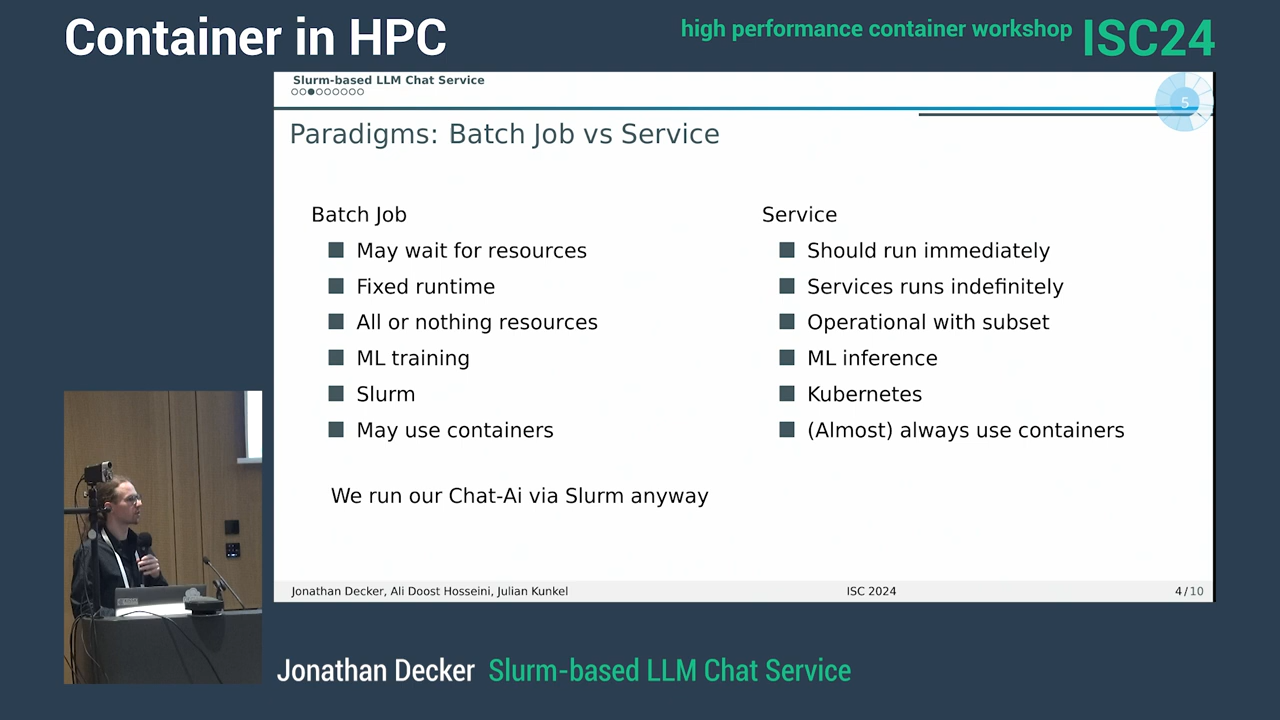 Container in HPC
high performance container workshop ISC24
Slurm-based LLM Chat Service
5
Paradigms: Batch Job vs Service
Batch Job
May wait for resources
Fixed runtime
All or nothing resources
ML training
Slurm
May use containers
Service
Should run immediately
Services runs indefinitely
Operational with subset
ML inference
Kubernetes
(Almost) always use containers
We run our Chat-Ai via Slurm anyway
Jonathan Decker, Ali Doost Hosseini, Julian Kunkel
ISC 2024
4/10
Jonathan Decker Slurm-based LLM Chat Service